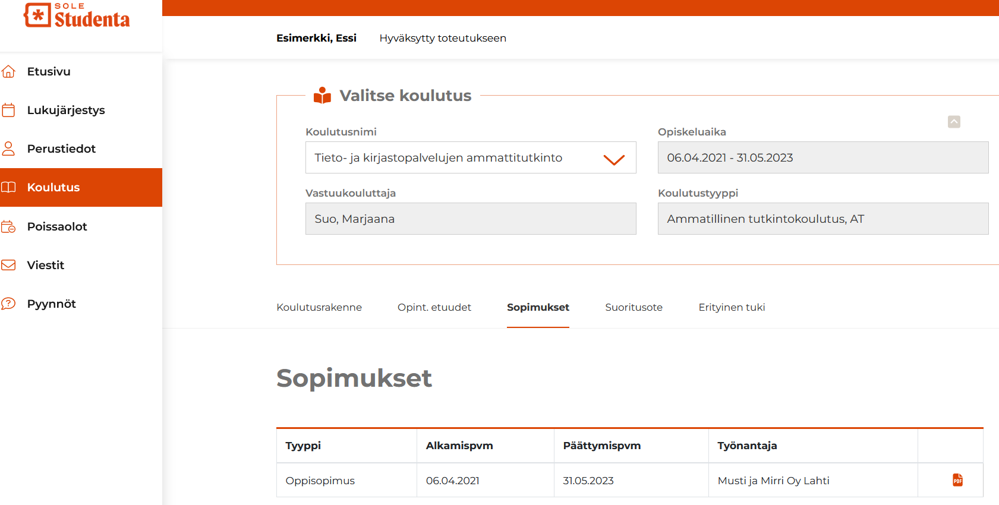 SOLE
Studenta
Esimerkki, Essi Hyväksytty toteutukseen
Etusivu
Lukujärjestys
Perustiedot
Koulutus
Poissaolot
Viestit
Pyynnöt
Valitse koulutus
Koulutusnimi Opiskeluaika
Tieto- ja kirjastopalvelujen ammattitutkinto 06.04.2021 - 31.05.2023
Vastuukouluttaja Koulutustyyppi
Suo, Marjaana Ammatillinen tutkintokoulutus, AT
Koulutusrakenne Opint. etuudet Sopimukset Suoritusote Erityinen tuki
Sopimukset
Tyyppi Alkamispvm Päättymispvm Työnantaja
Oppisopimus 06.04.2021 31.05.2023 Musti ja Mirri Oy Lahti PDF